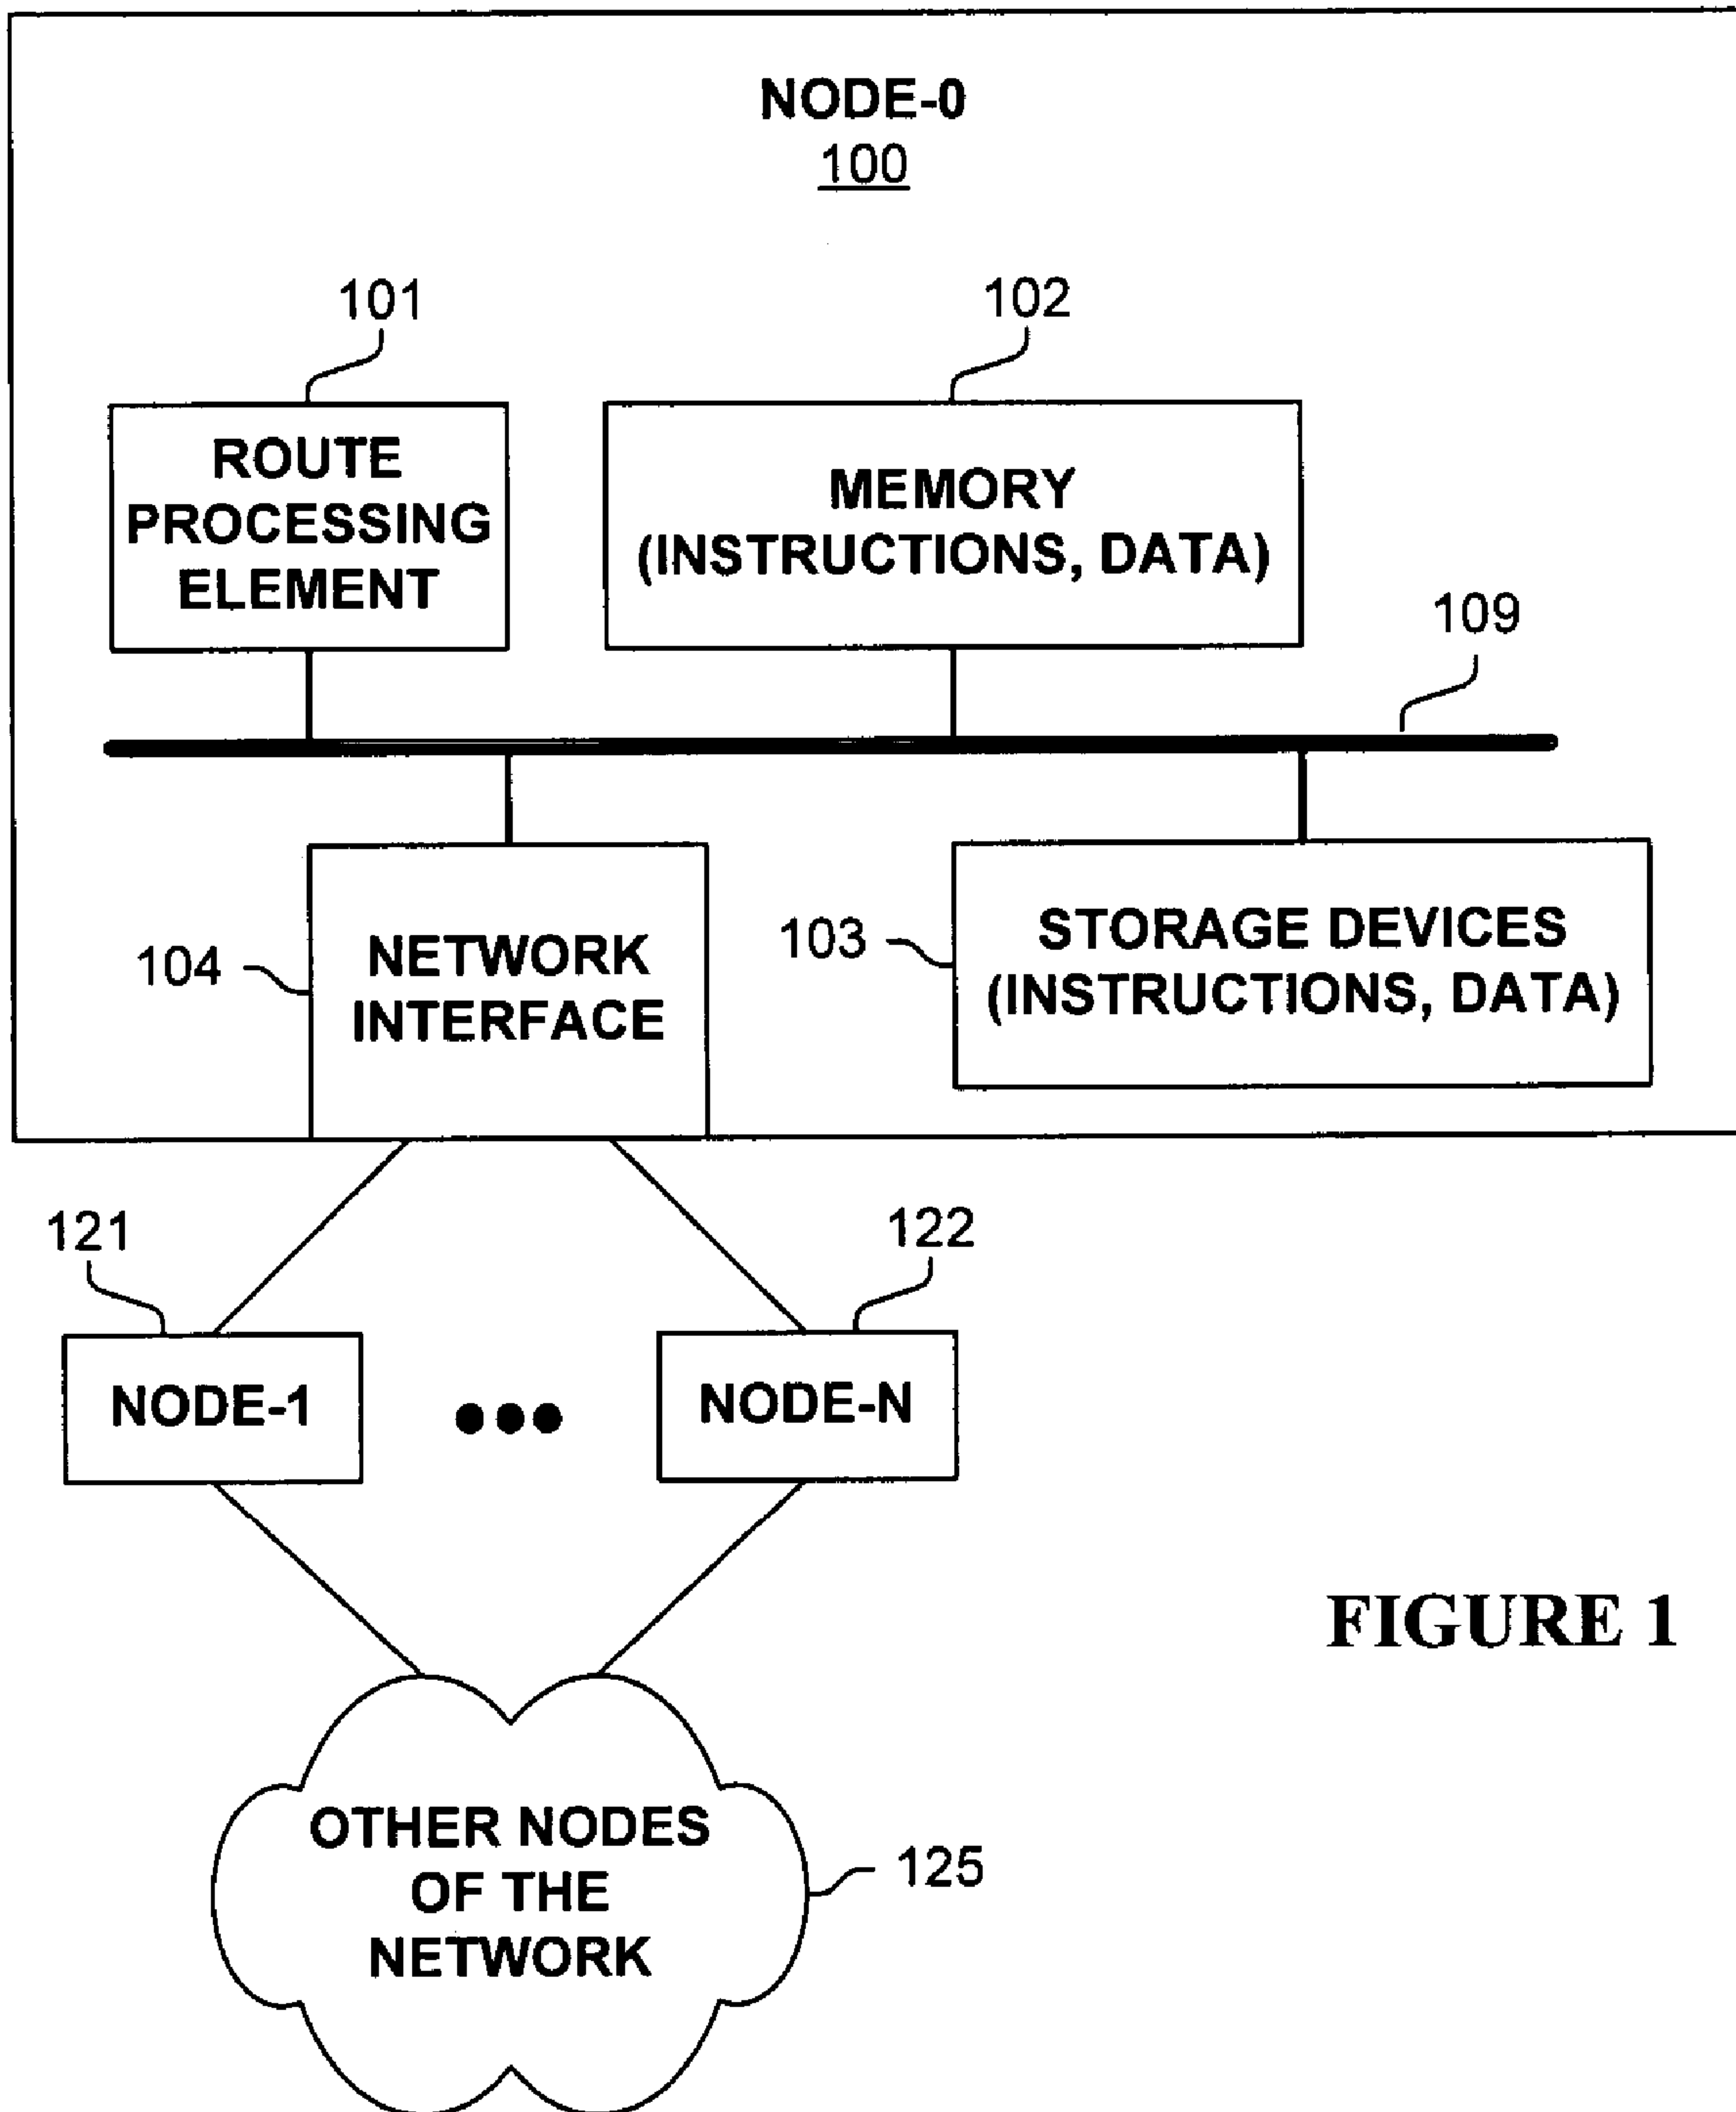 NODE-0
100
101
102
ROUTE
PROCESSING
ELEMENT
MEMORY
(INSTRUCTIONS, DATA)
109
104
NETWORK
INTERFACE
103
STORAGE DEVICES
(INSTRUCTIONS, DATA)
121
122
NODE-1
NODE-N
FIGURE 1
OTHER NODES
OF THE
NETWORK
125